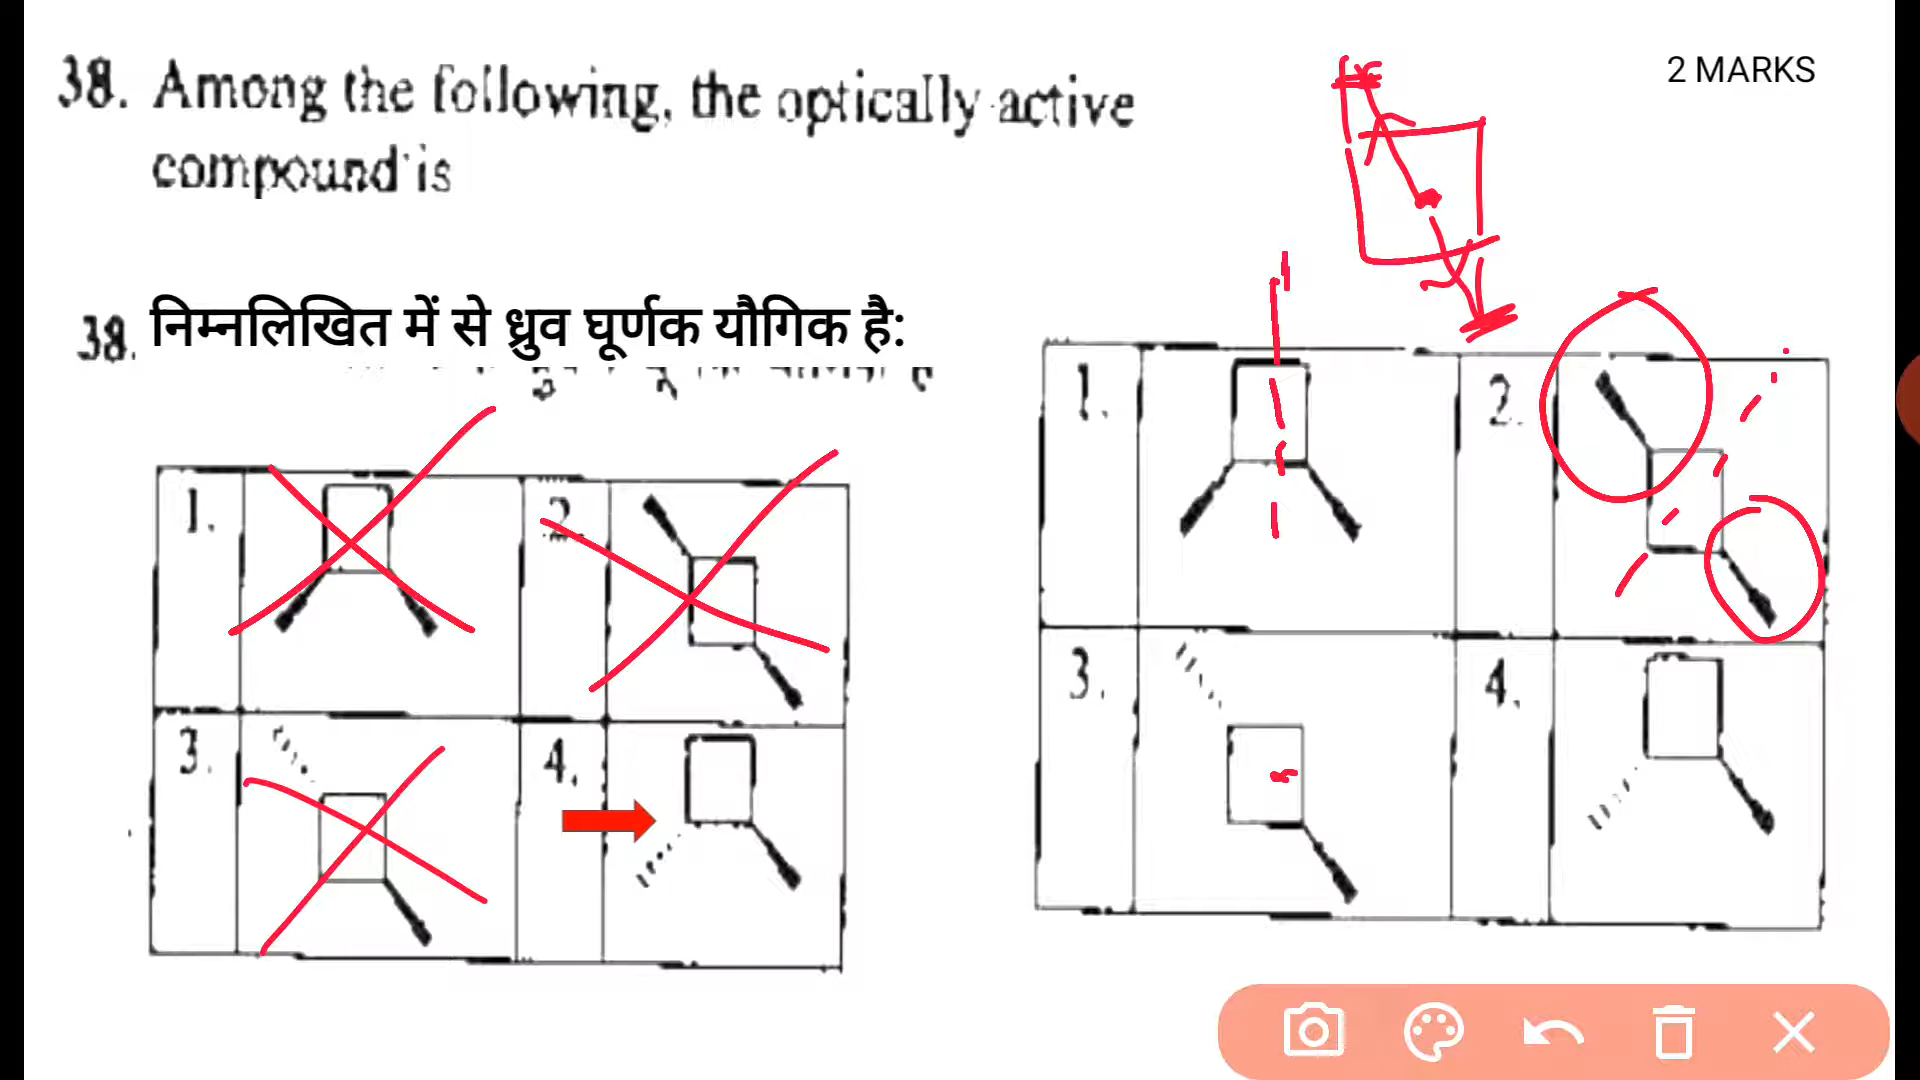 2 MARKS
38. Among the following, the optically active
compound is
38. निम्नलिखित में से ध्रुव घूर्णक यौगिक है:
1.
2.
3.
4.
1.
2.
3.
4.